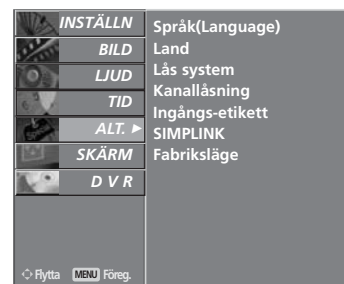 INSTÄLLN
BILD
LJUD
TID
ALT. ►
SKÄRM
D V R
Språk(Language)
Land
Lås system
Kanallåsning
Ingångs-etikett
SIMPLINK
Fabriksläge
Flytta MENU Föreg.